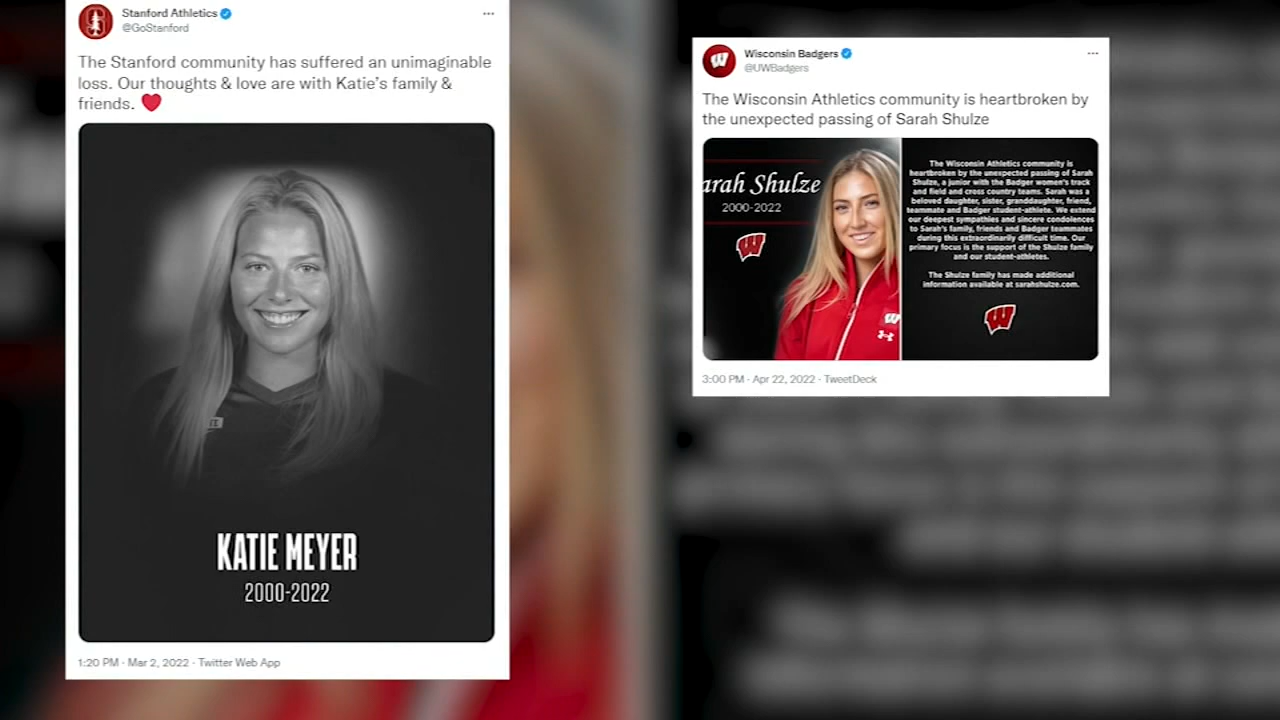 Stanford Athletics
@GoStanford
The Stanford community has suffered an unimaginable
loss. Our thoughts & love are with Katie's family &
friends. ❤️
KATIE MEYER
2000-2022
1:20 PM · Mar 2, 2022 · Twitter Web App
Wisconsin Badgers
@UWBadgers
The Wisconsin Athletics community is heartbroken by
the unexpected passing of Sarah Shulze
arah Shulze
2000-2022
W
W
The Wisconsin Athletics community is
heartbroken by the unexpected passing of Sarah
Shulze, a junior with the Badger women's track
and field and cross country teams. Sarah was a
beloved daughter, sister, granddaughter, friend,
teammate and Badger student-athlete. We extend
our deepest sympathies and sincere condolences
to Sarah's family, friends and Badger teammates
during this extraordinarily difficult time. Our
primary focus is the support of the Shulze family
and our student-athletes.
The Shulze family has made additional
information available at sarahshulze.com.
W
3:00 PM · Apr 22, 2022 · TweetDeck